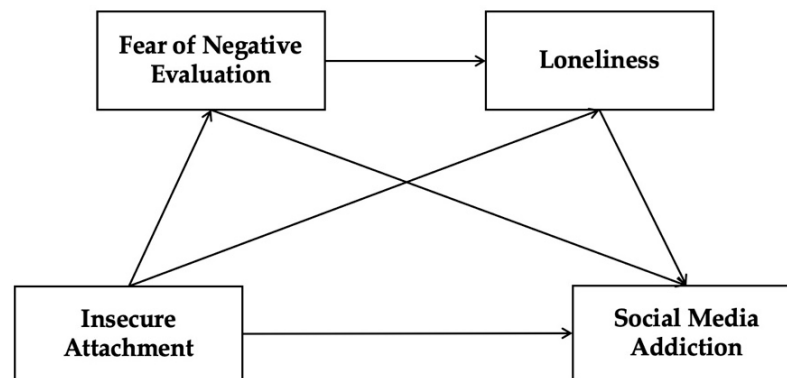 Fear of Negative
Evaluation
Loneliness
Insecure
Attachment
Social Media
Addiction